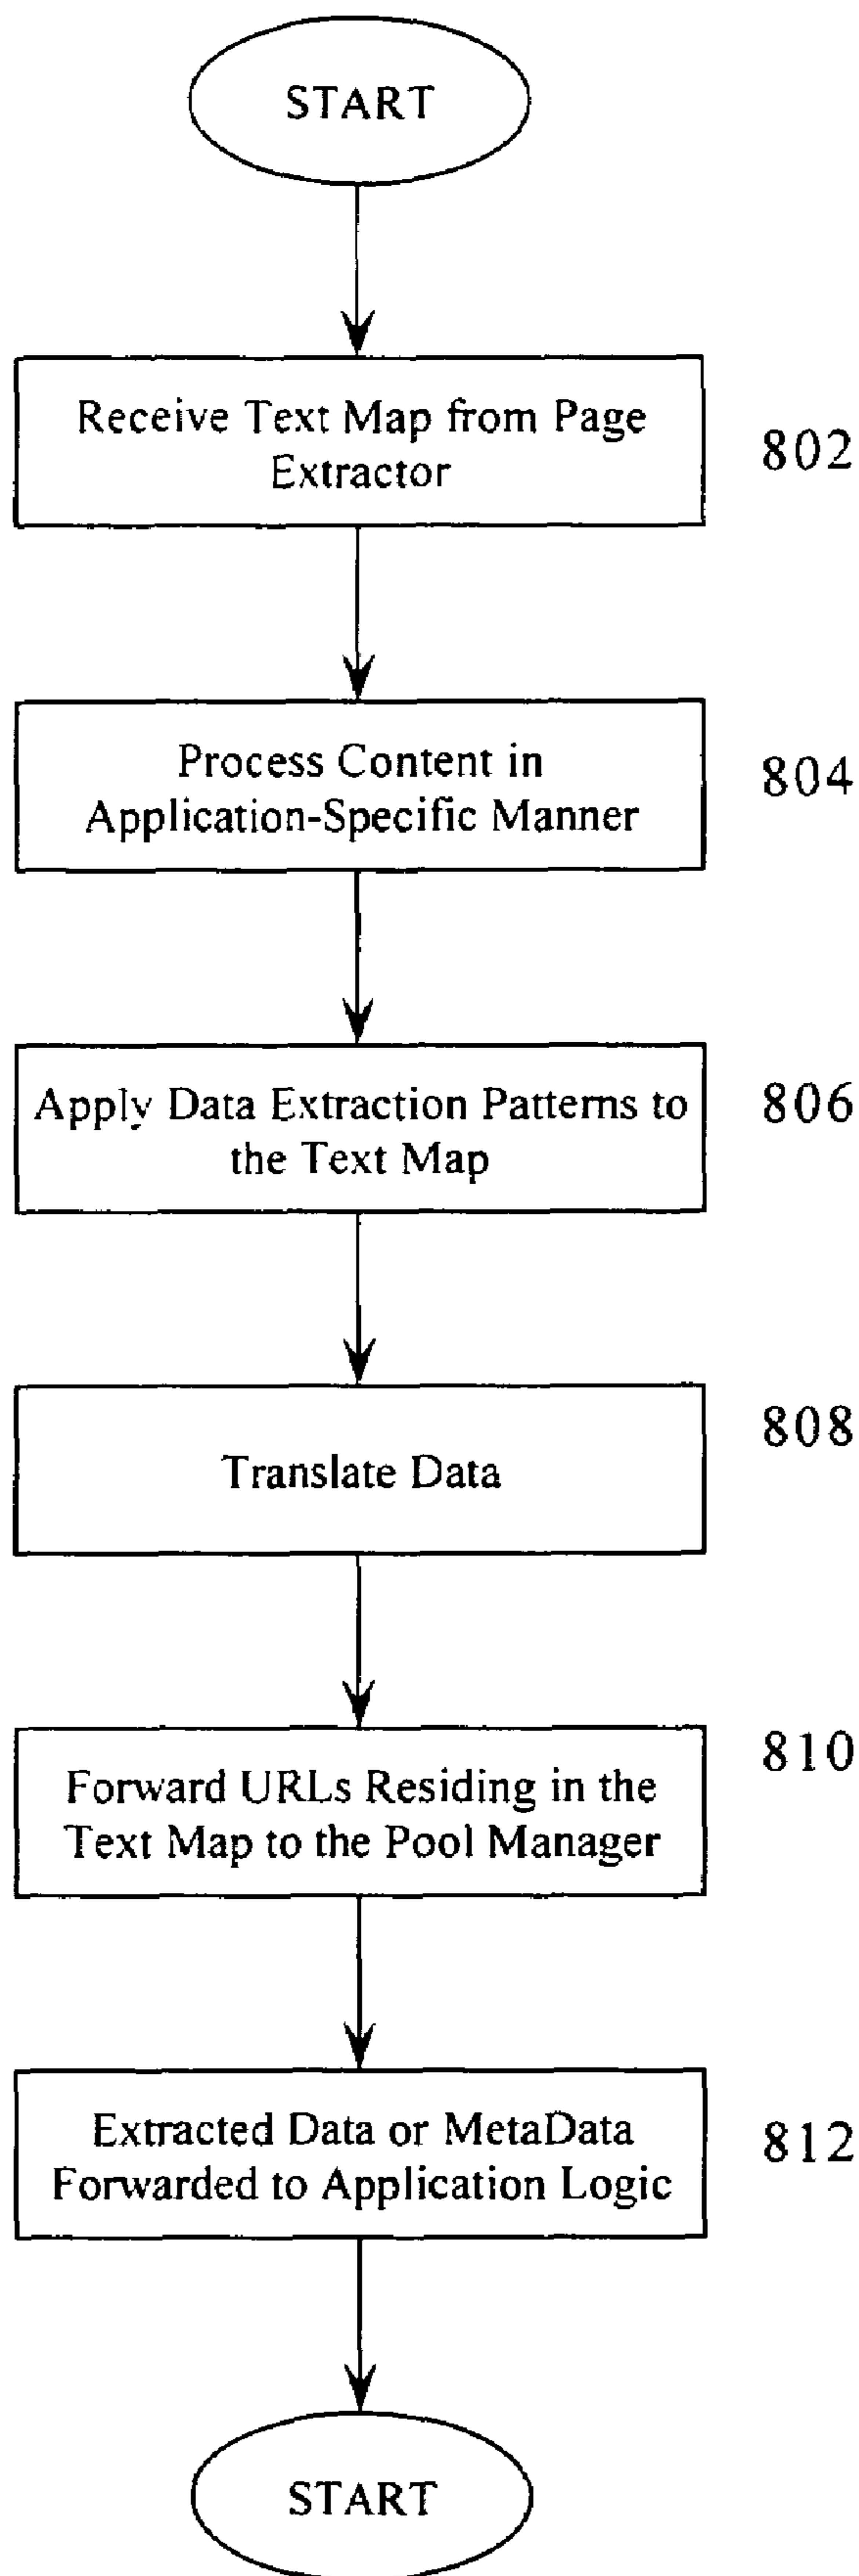 START
Receive Text Map from Page
Extractor
802
Process Content in
Application-Specific Manner
804
Apply Data Extraction Patterns to
the Text Map
806
Translate Data
808
Forward URLs Residing in the
Text Map to the Pool Manager
810
Extracted Data or MetaData
Forwarded to Application Logic
812
START